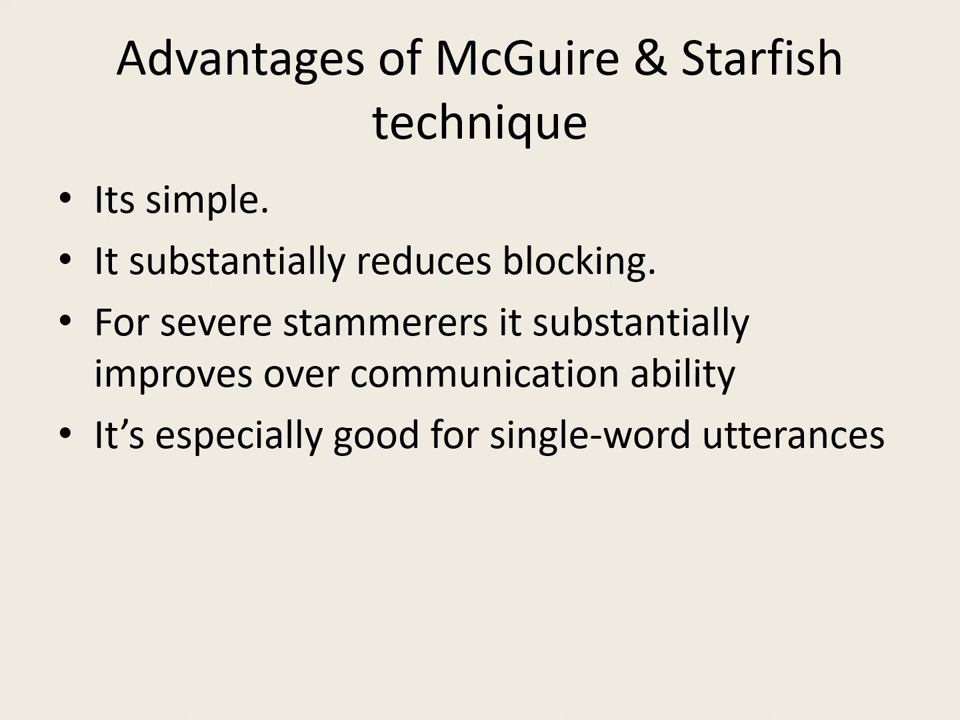 Advantages of McGuire & Starfish
technique
• Its simple.
• It substantially reduces blocking.
• For severe stammerers it substantially
improves over communication ability
• It’s especially good for single-word utterances